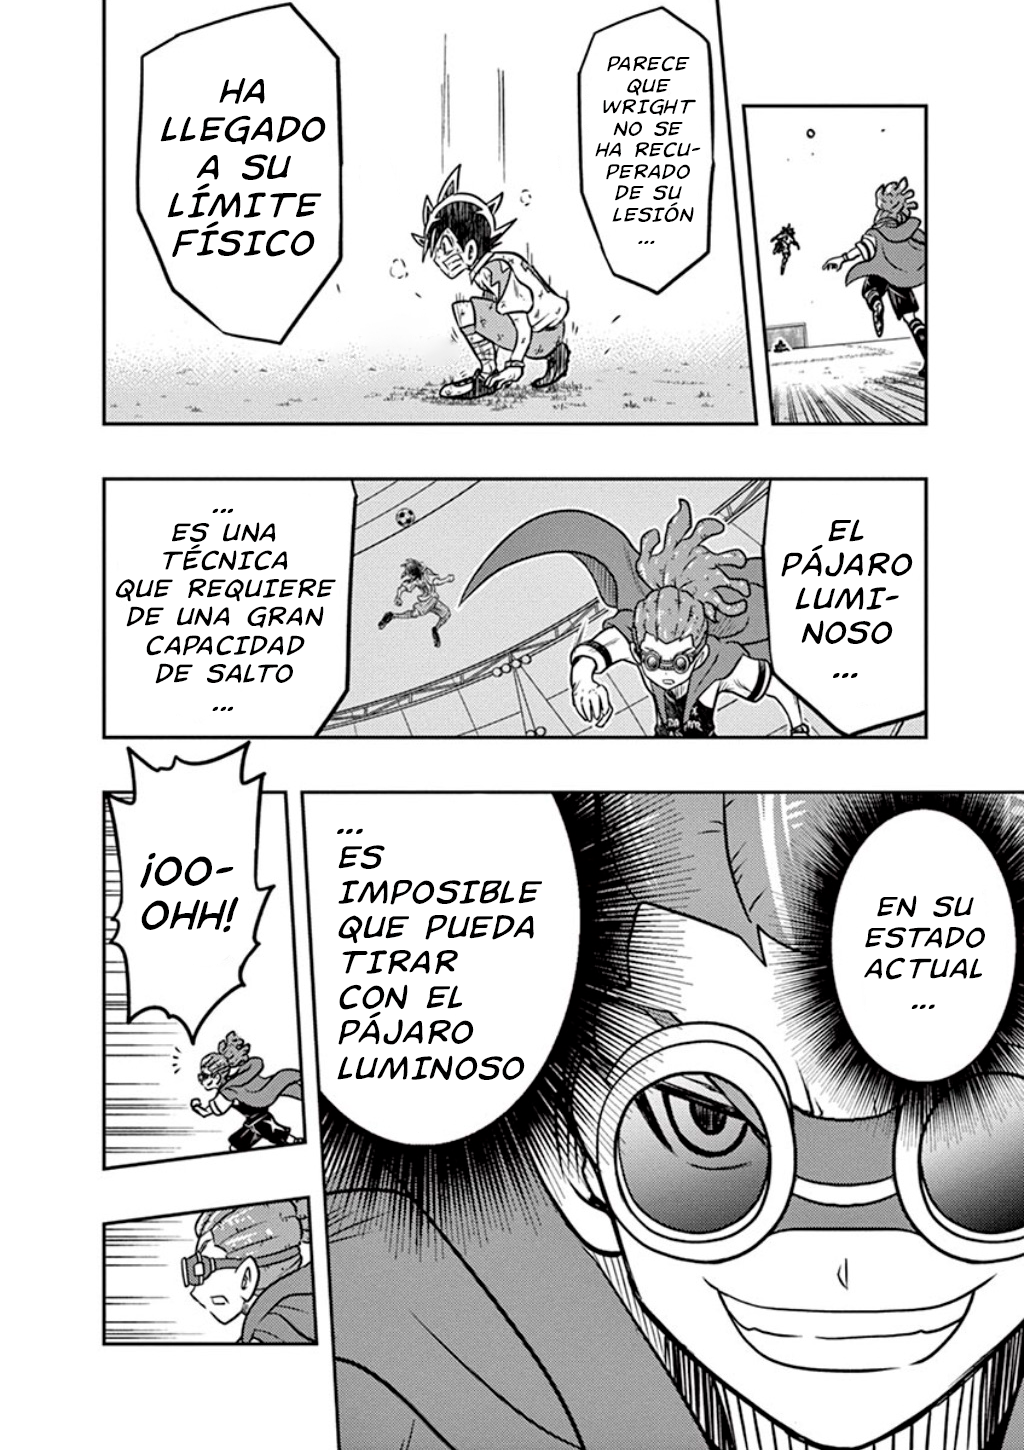 PARECE
QUE
WRIGHT
NO SE
HA RECU-
PERADO
DE SU
LESIÓN
...
HA
LLEGADO
A SU
LÍMITE
FÍSICO
EL
PÁJARO
LUMI-
NOSO
...
...
ES UNA
TÉCNICA
QUE REQUIERE
DE UNA GRAN
CAPACIDAD
DE SALTO
...
EN SU
ESTADO
ACTUAL
...
...
ES
IMPOSIBLE
QUE PUEDA
TIRAR
CON EL
PÁJARO
LUMINOSO
¡OO-
OHH!